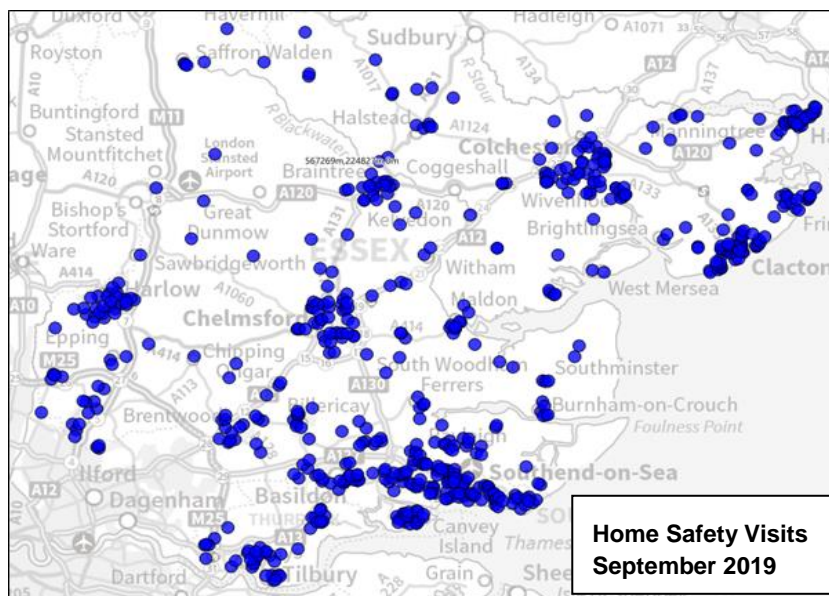 Duxford
Haverhill
Hadleigh
Royston
Saffron Walden
Sudbury
A1071
A10
A1017
A134
A12
A137
R Stour
Buntingford
M11
Halstead
R Blackwater
A1124
Stansted
Mountfitchet
London
Stansted
Airport
Braintree
Coggeshall
Manningtree
A120
A120
A120
A120
A133
Bishop's
Stortford
Great
Dunmow
A131
Kelvedon
Wivenhoe
Brightlingsea
Ware
A414
Sawbridgeworth
ESSEX
A12
Witham
West Mersea
Clacton
A10
Harlow
A1060
Maldon
Chelmsford
A414
Epping
M25
A414
Chipping
Ongar
A113
South Woodham
Ferrers
Southminster
A130
Brentwood
Billericay
Burnham-on-Crouch
Foulness Point
Ilford
Southend-on-Sea
A12
Dagenham
M25
Basildon
A13
Canvey
Island
Dartford
Tilbury
Grain
Home Safety Visits
September 2019